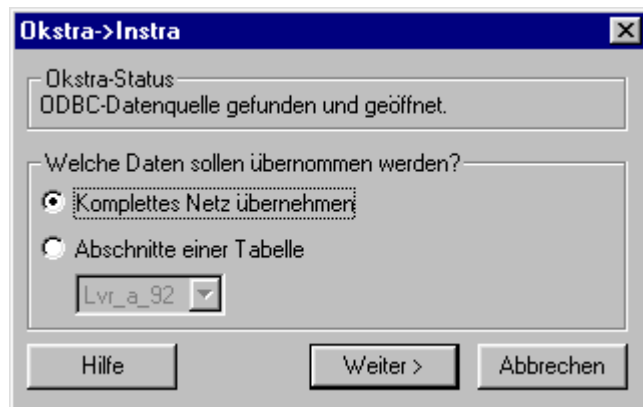 Okstra->Instra
Okstra-Status
ODBC-Datenquelle gefunden und geöffnet.
Welche Daten sollen übernommen werden?
Komplettes Netz übernehmen
Abschnitte einer Tabelle
Lvr_a_92
Hilfe
Weiter >
Abbrechen